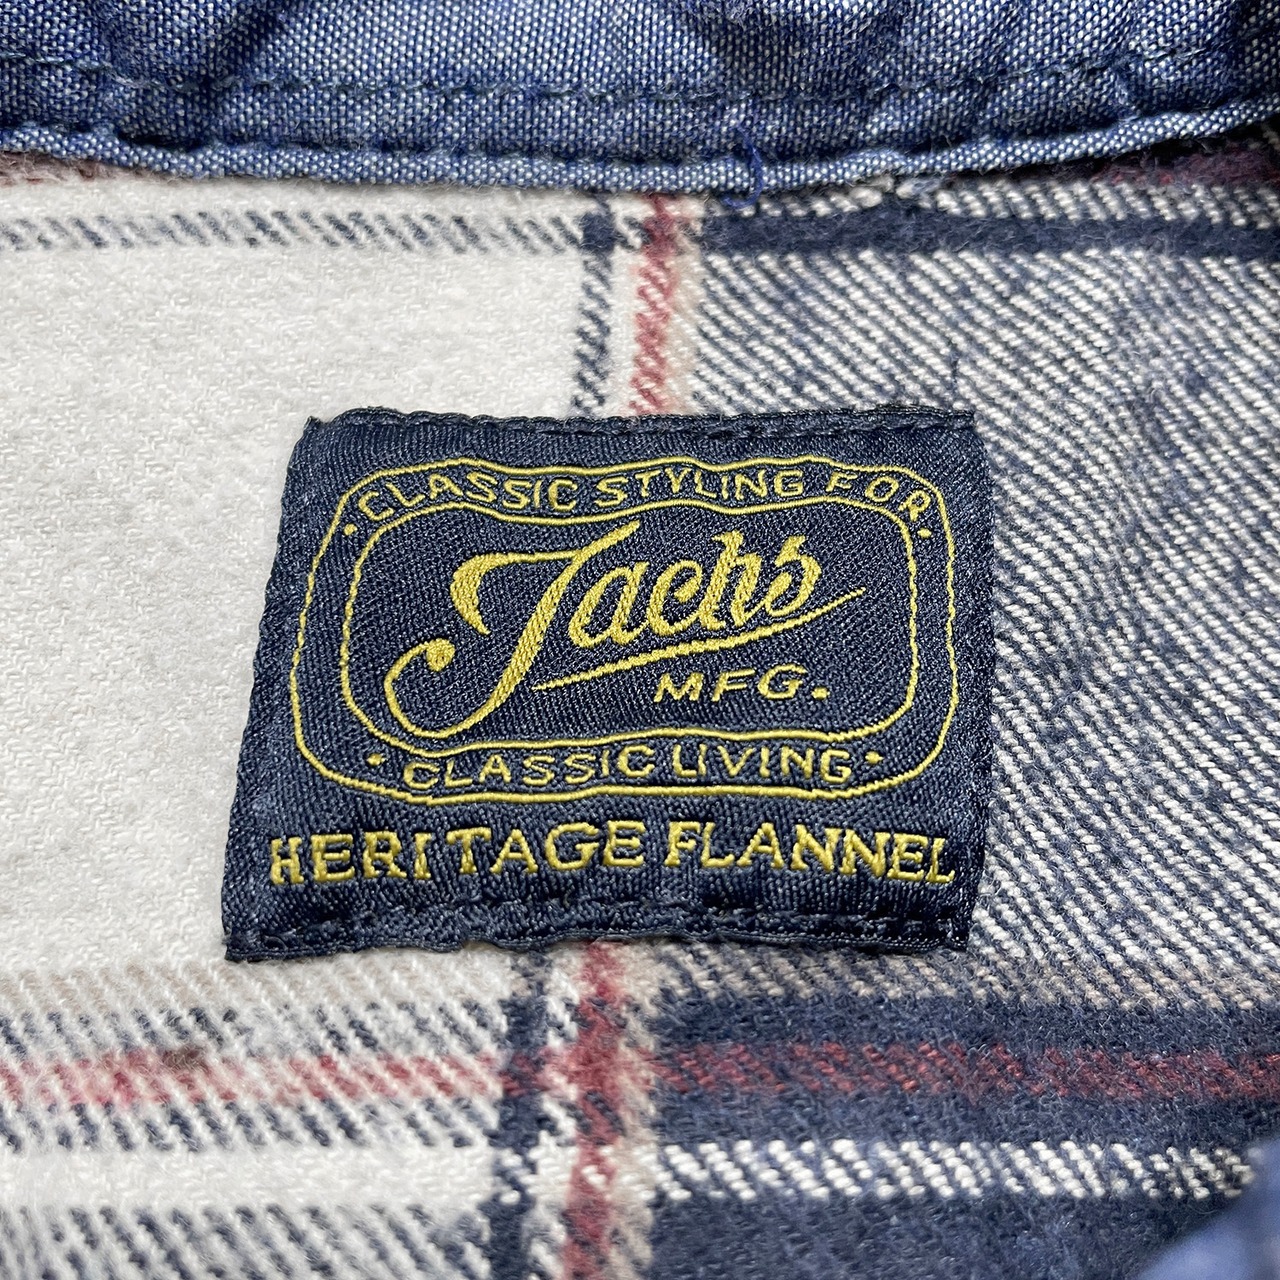 • CLASSIC STYLING FOR •
Jachs
MFG.
• CLASSIC LIVING •
HERITAGE FLANNEL